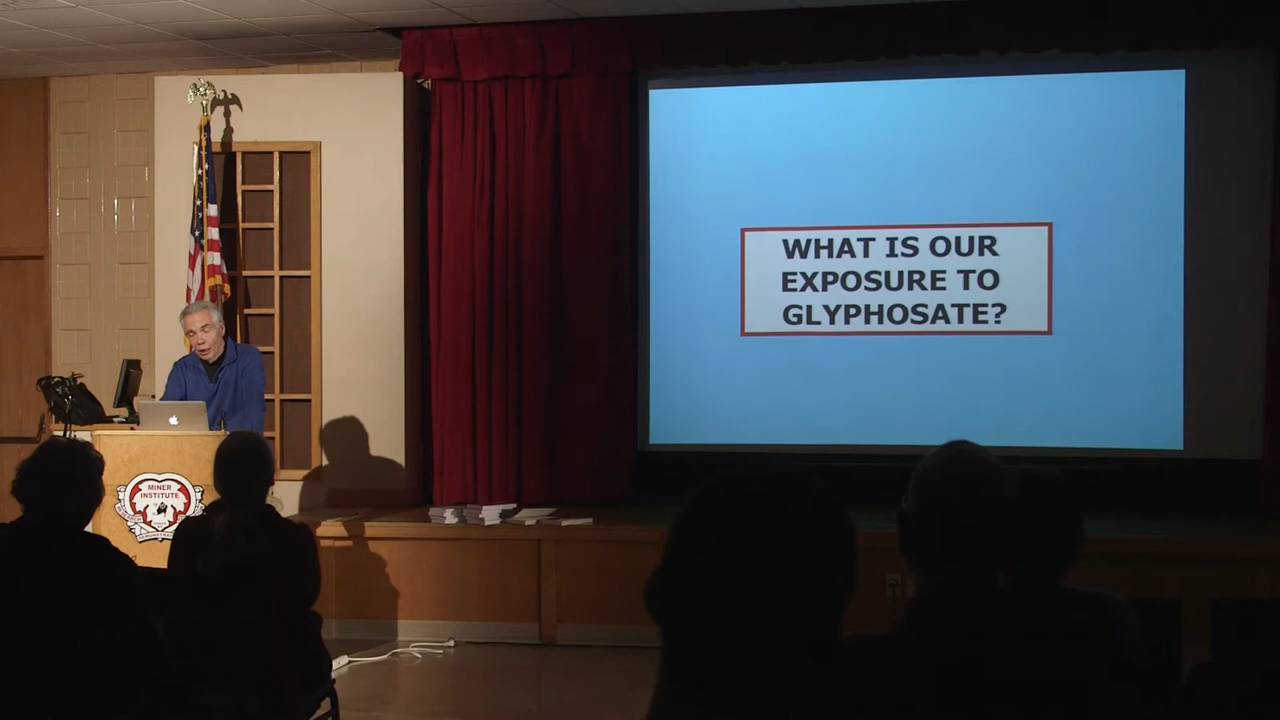 WHAT IS OUR
EXPOSURE TO
GLYPHOSATE?
MINER
INSTITUTE